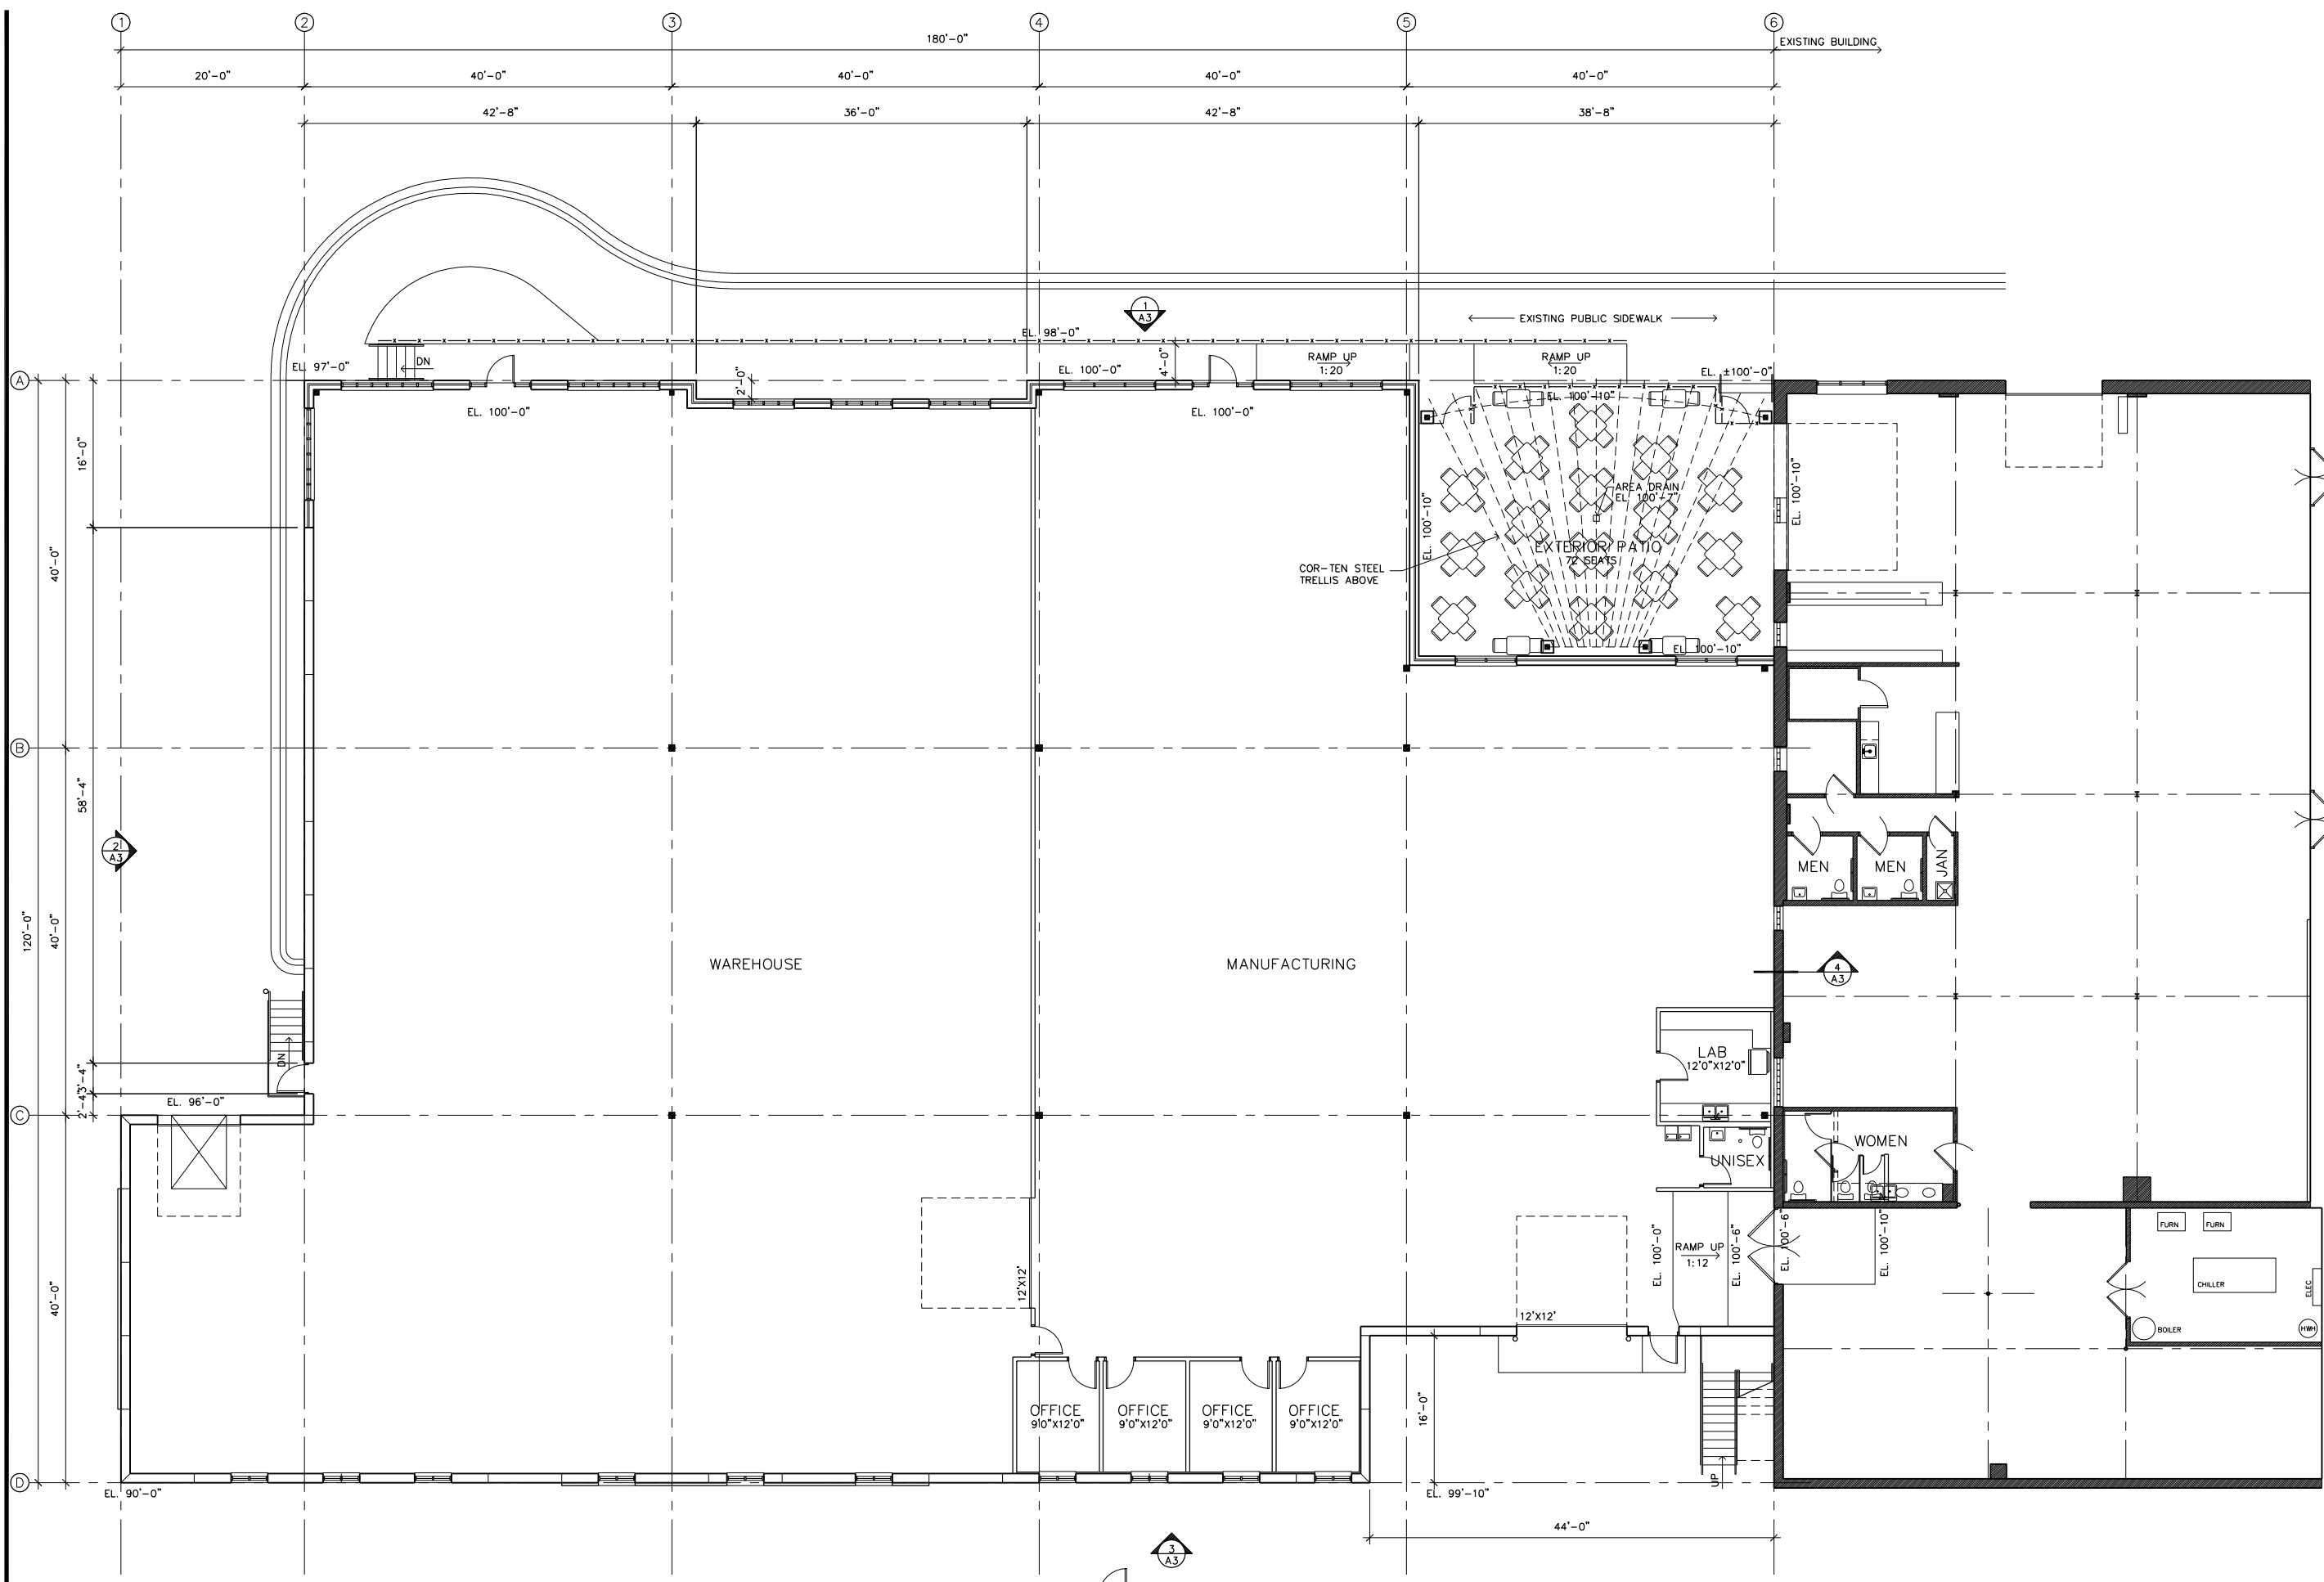 1 2 3 4 5 6
180'-0"
EXISTING BUILDING
20'-0" 40'-0" 40'-0" 40'-0" 40'-0"
42'-8" 36'-0" 42'-8" 38'-8"
1
A3
EXISTING PUBLIC SIDEWALK
EL. 98'-0"
EL. 97'-0"
DN
4'-0"
EL. 100'-0"
RAMP UP
1:20
RAMP UP
1:20
EL. ±100'-0"
A
2'-0"
EL. 100'-0"
EL. 100'-0"
EL. 100'-10"
16'-0"
40'-0"
EL. 100'-10"
EL. 100'-10"
AREA DRAIN
EL. 100'-7"
EXTERIOR PATIO
72 SEATS
COR-TEN STEEL
TRELLIS ABOVE
EL. 100'-10"
B
58'-4"
2
A3
MEN
MEN
JAN
120'-0"
40'-0"
WAREHOUSE
MANUFACTURING
4
A3
DN
LAB
12'0"X12'0"
3'-4"
2'-4"
EL. 96'-0"
C
WOMEN
UNISEX
FURN
FURN
EL. 100'-0"
RAMP UP
1:12
EL. 100'-6"
EL. 100'-6"
EL. 100'-10"
CHILLER
ELEC
BOILER
HWH
40'-0"
12'X12'
12'X12'
OFFICE
9'0"X12'0"
OFFICE
9'0"X12'0"
OFFICE
9'0"X12'0"
OFFICE
9'0"X12'0"
16'-0"
UP
D
EL. 90'-0"
EL. 99'-10"
44'-0"
3
A3